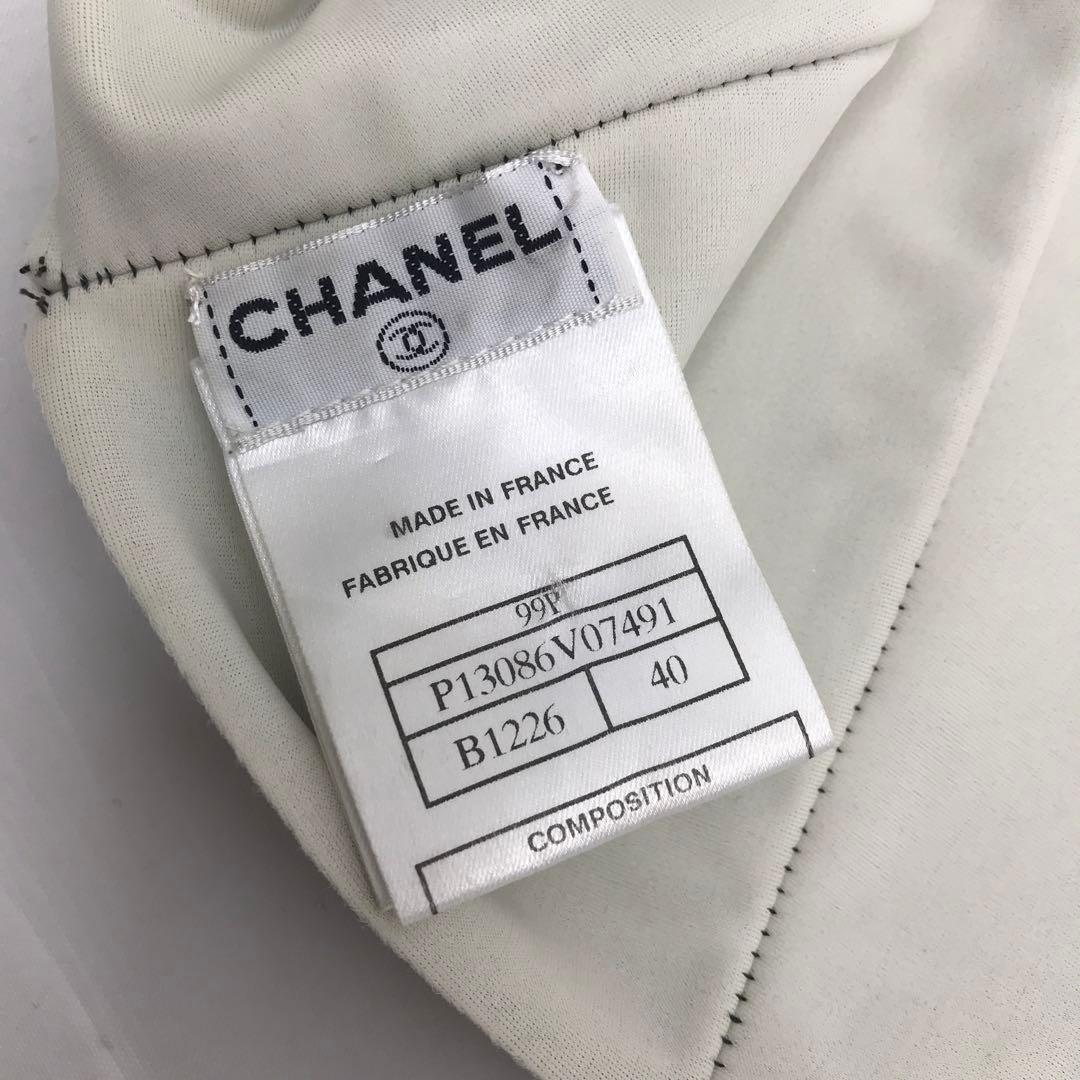 CHANEL
MADE IN FRANCE
FABRIQUE EN FRANCE
99P
P13086V07491
B1226 40
COMPOSITION